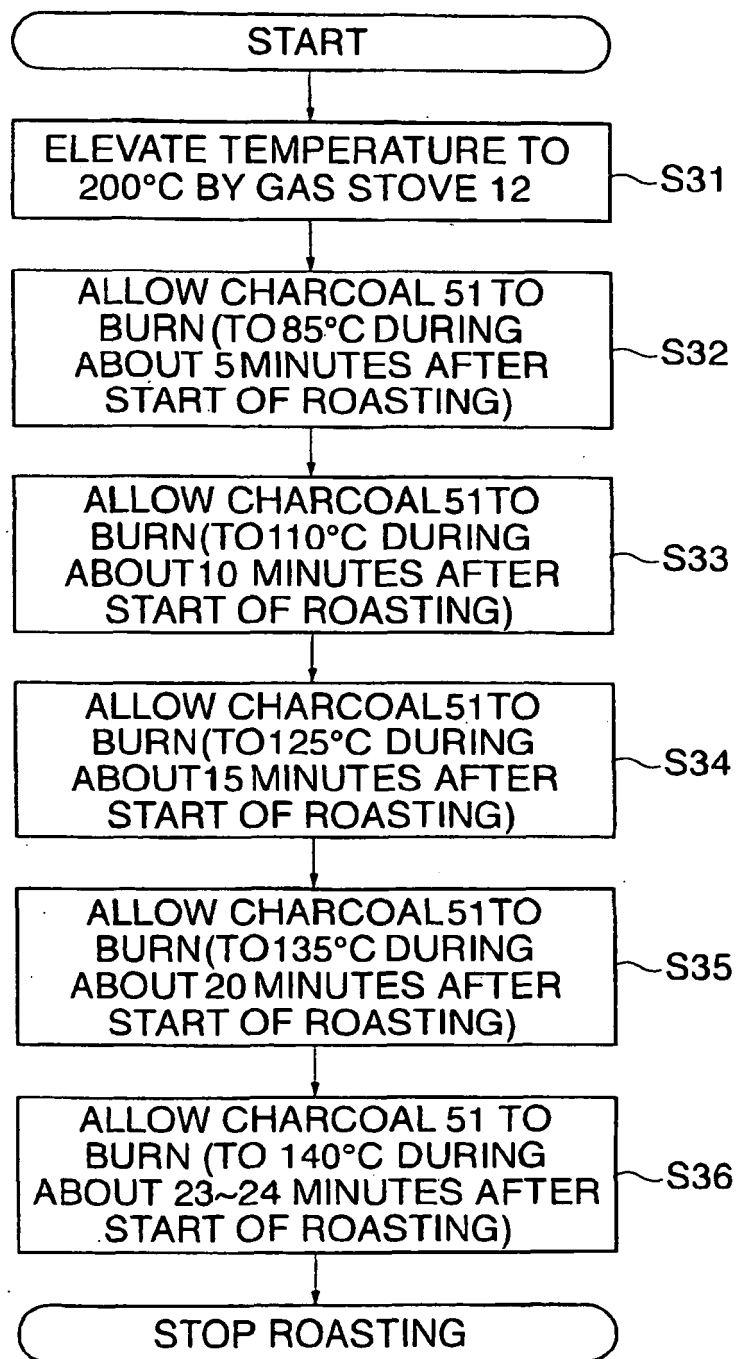 START
ELEVATE TEMPERATURE TO
200°C BY GAS STOVE 12
S31
ALLOW CHARCOAL 51 TO
BURN (TO 85°C DURING
ABOUT 5 MINUTES AFTER
START OF ROASTING)
S32
ALLOW CHARCOAL 51 TO
BURN (TO 110°C DURING
ABOUT 10 MINUTES AFTER
START OF ROASTING)
S33
ALLOW CHARCOAL 51 TO
BURN (TO 125°C DURING
ABOUT 15 MINUTES AFTER
START OF ROASTING)
S34
ALLOW CHARCOAL 51 TO
BURN (TO 135°C DURING
ABOUT 20 MINUTES AFTER
START OF ROASTING)
S35
ALLOW CHARCOAL 51 TO
BURN (TO 140°C DURING
ABOUT 23~24 MINUTES AFTER
START OF ROASTING)
S36
STOP ROASTING